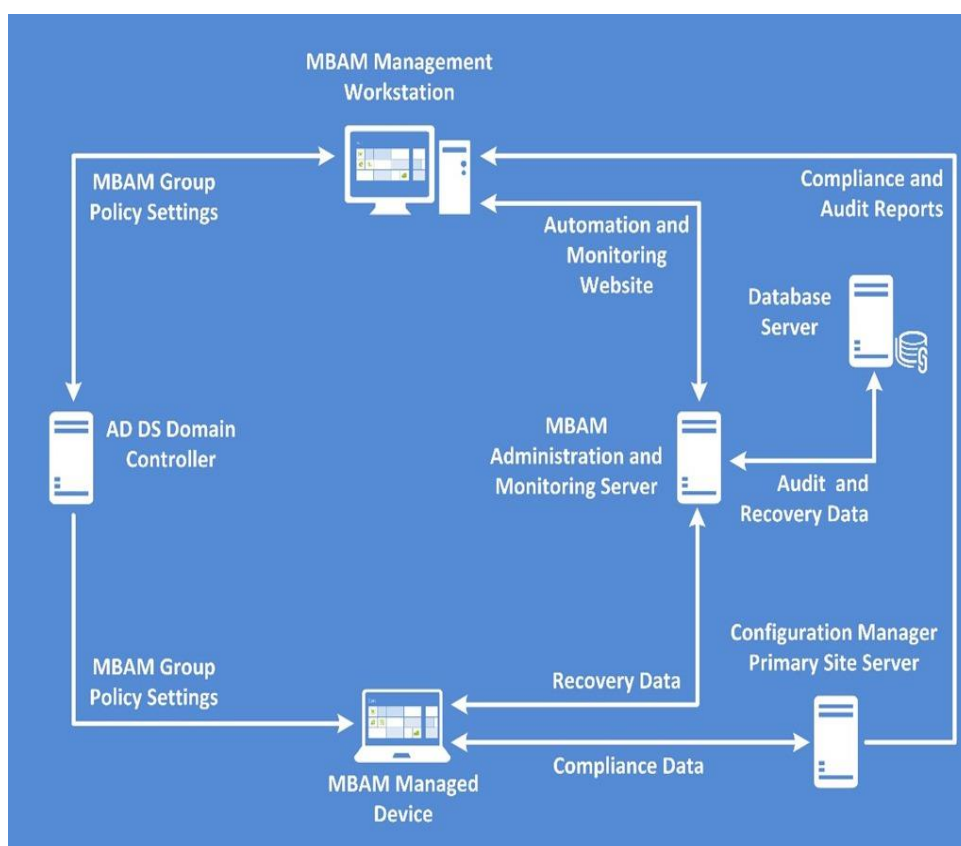 MBAM Management
Workstation
MBAM Group
Policy Settings
Compliance and
Audit Reports
Automation and
Monitoring
Website
Database
Server
AD DS Domain
Controller
MBAM
Administration and
Monitoring Server
Audit and
Recovery Data
Configuration Manager
Primary Site Server
MBAM Group
Policy Settings
Recovery Data
Compliance Data
MBAM Managed
Device